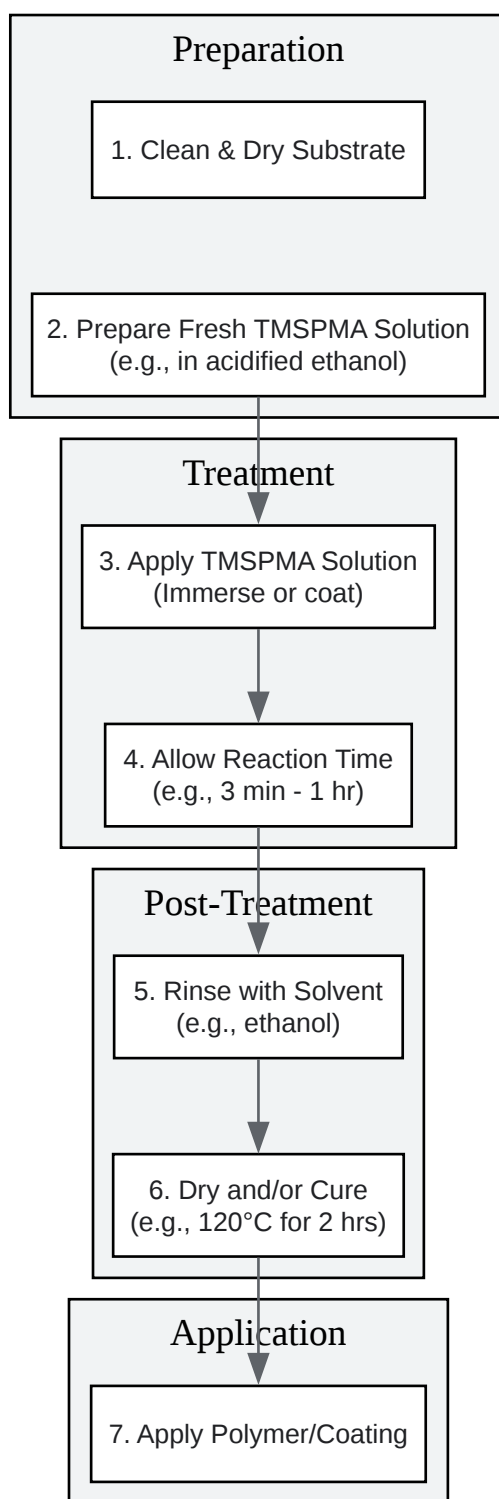 Preparation
1. Clean & Dry Substrate
2. Prepare Fresh TMSPMA Solution
(e.g., in acidified ethanol)
Treatment
3. Apply TMSPMA Solution
(Immerse or coat)
4. Allow Reaction Time
(e.g., 3 min - 1 hr)
Post-Treatment
5. Rinse with Solvent
(e.g., ethanol)
6. Dry and/or Cure
(e.g., 120°C for 2 hrs)
Application
7. Apply Polymer/Coating